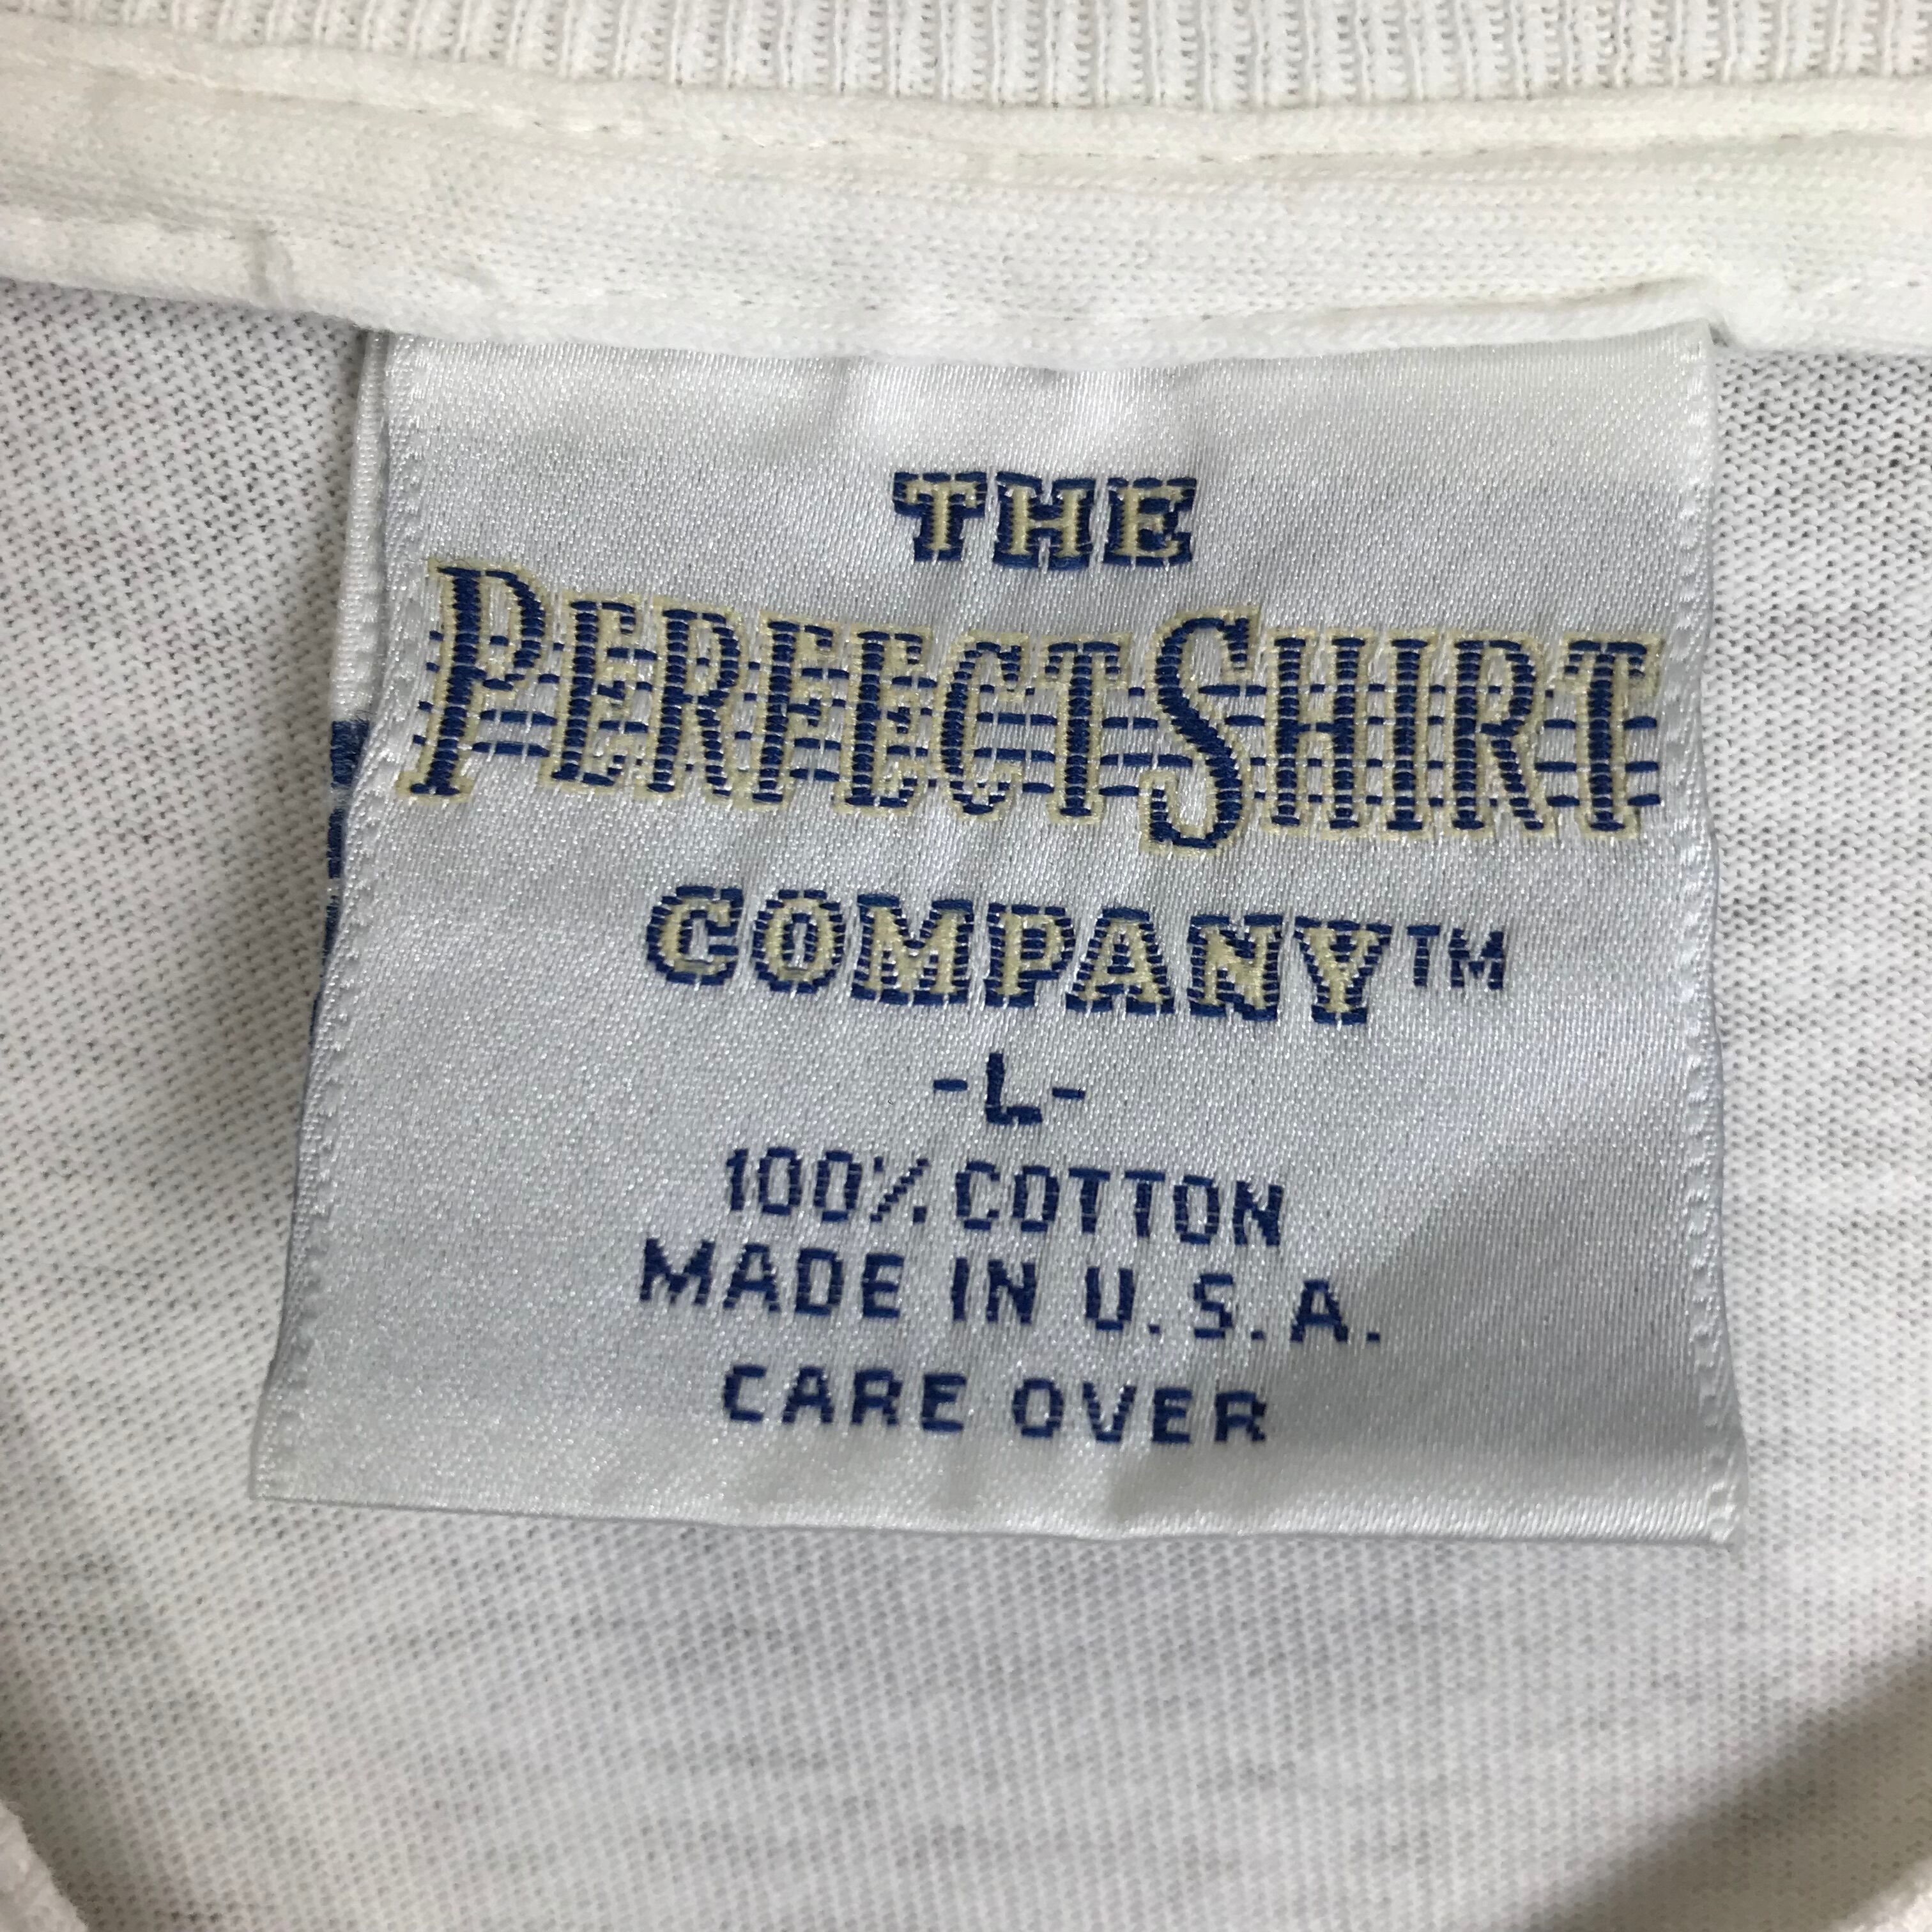 THE
PERFECT SHIRT
COMPANY™
-L-
100% COTTON
MADE IN U.S.A.
CARE OVER